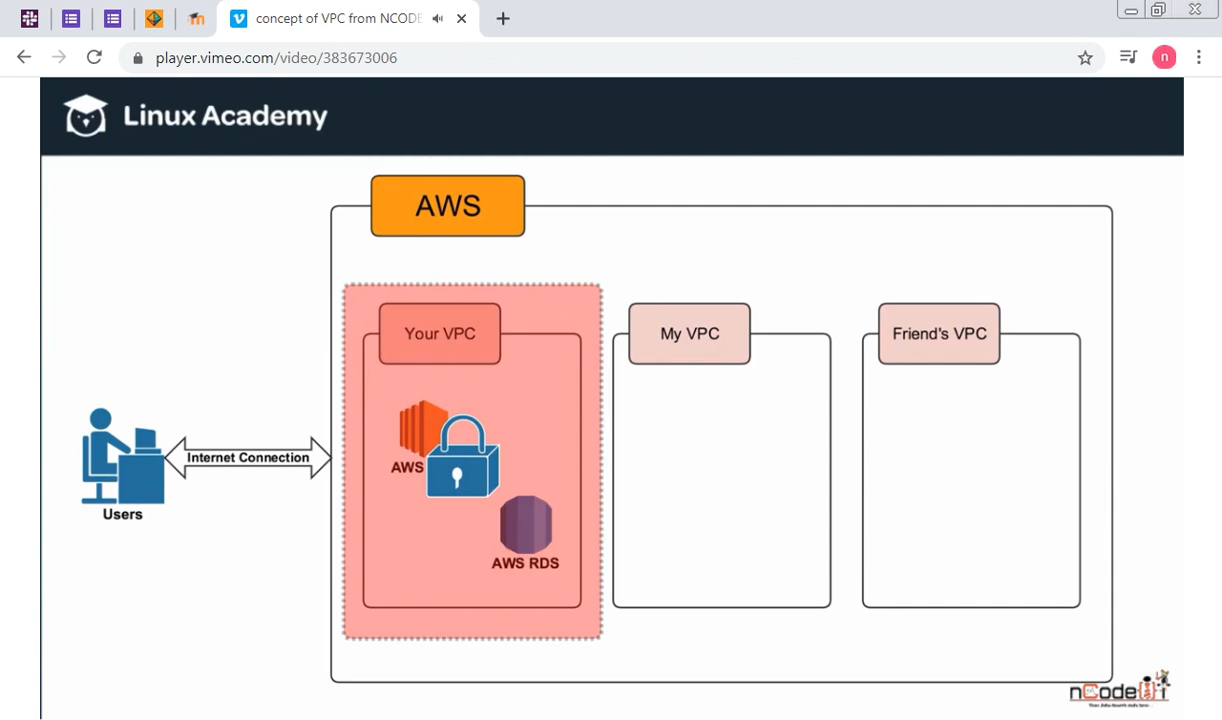 concept of VPC from NCODE
player.vimeo.com/video/383673006
n
Linux Academy
AWS
Your VPC
My VPC
Friend's VPC
AWS
AWS RDS
Internet Connection
Users